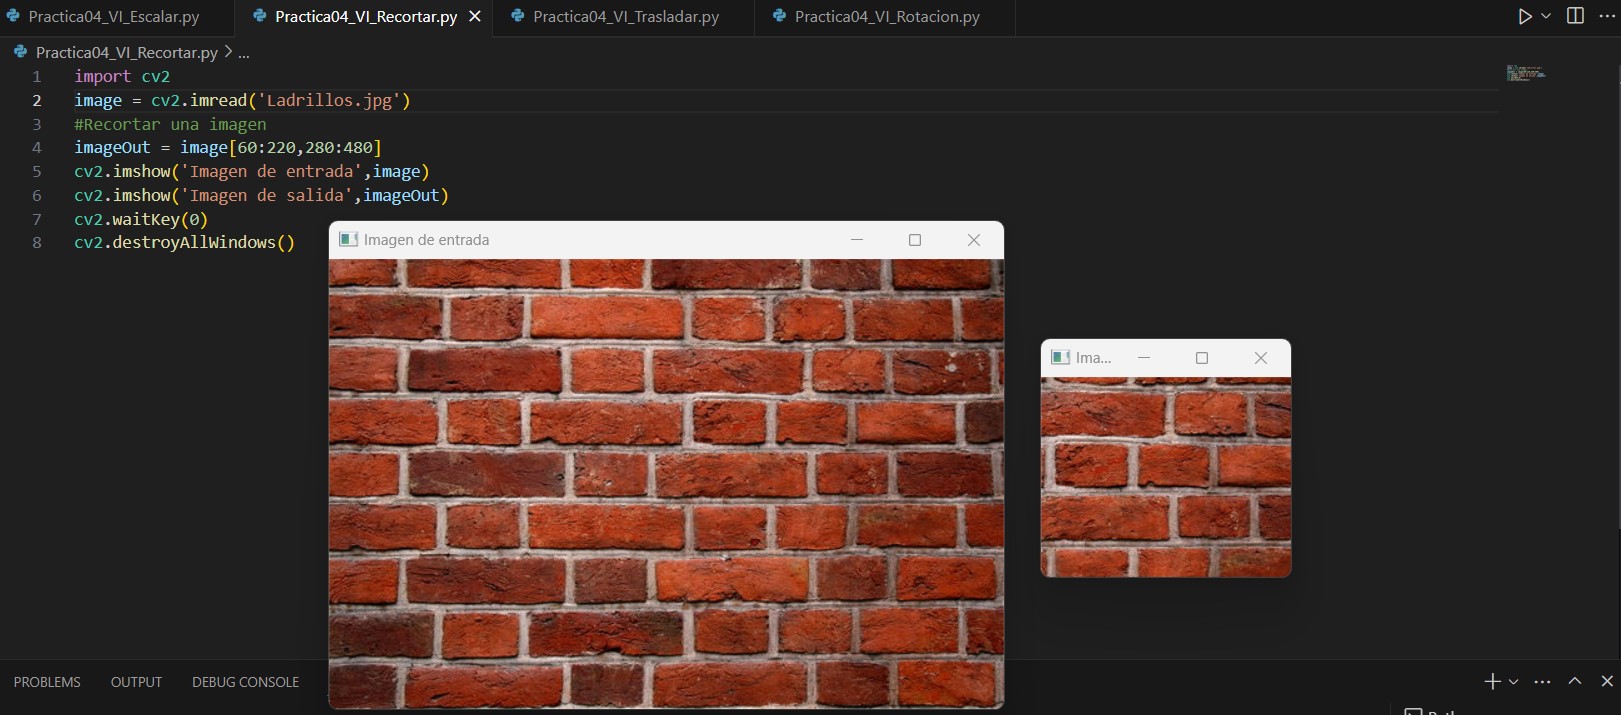 Practica04_VI_Escalar.py Practica04_VI_Recortar.py Practica04_VI_Trasladar.py Practica04_VI_Rotacion.py
Practica04_VI_Recortar.py > ...
1 import cv2
2 image = cv2.imread('Ladrillos.jpg')
3 #Recortar una imagen
4 imageOut = image[60:220,280:480]
5 cv2.imshow('Imagen de entrada',image)
6 cv2.imshow('Imagen de salida',imageOut)
7 cv2.waitKey(0)
8 cv2.destroyAllWindows()
Imagen de entrada
Ima...
PROBLEMS OUTPUT DEBUG CONSOLE